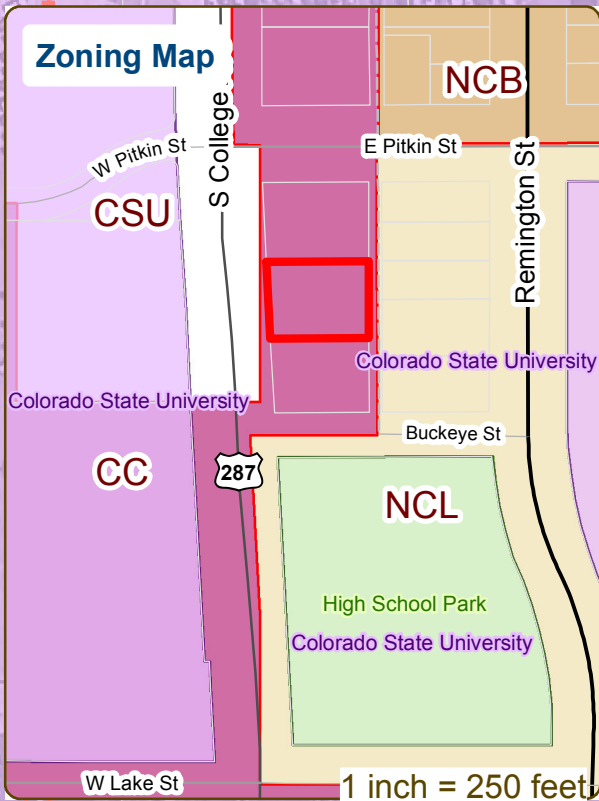 Zoning Map
NCB
S College
W Pitkin St
E Pitkin St
Remington St
CSU
Colorado State University
Colorado State University
Buckeye St
CC
287
NCL
High School Park
Colorado State University
W Lake St
1 inch = 250 feet